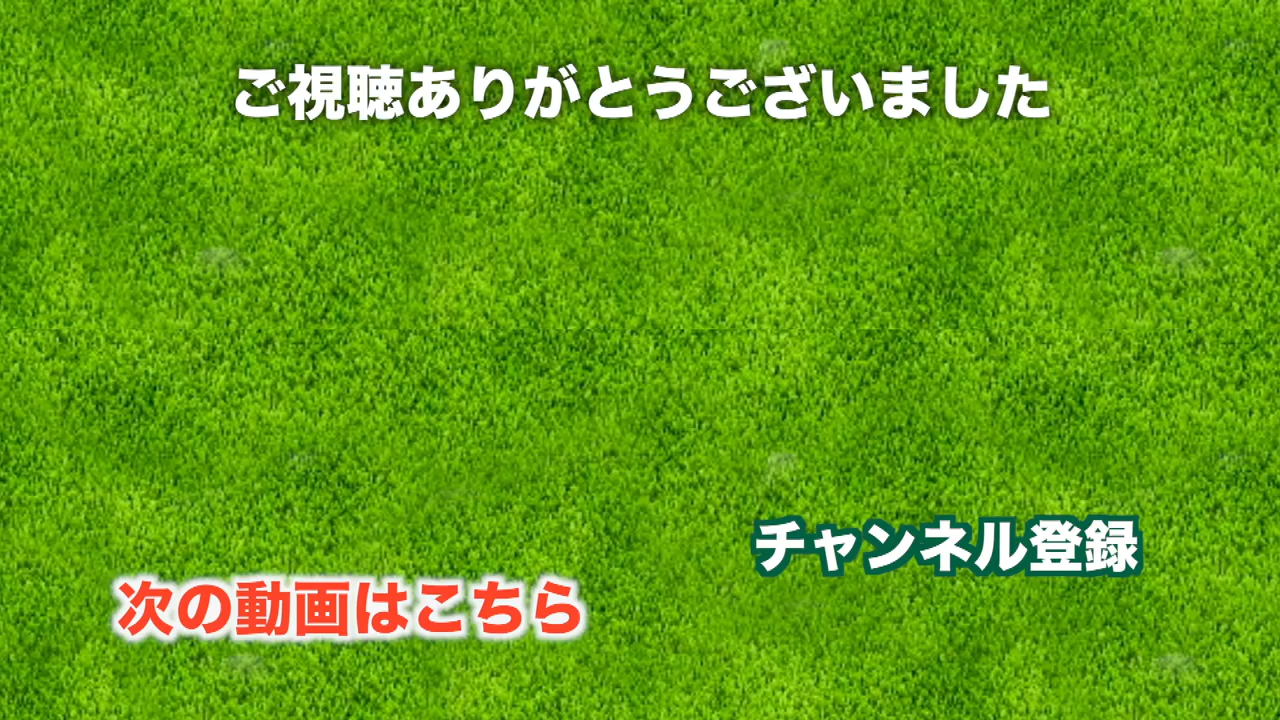 ご視聴ありがとうございました
チャンネル登録
次の動画はこちら